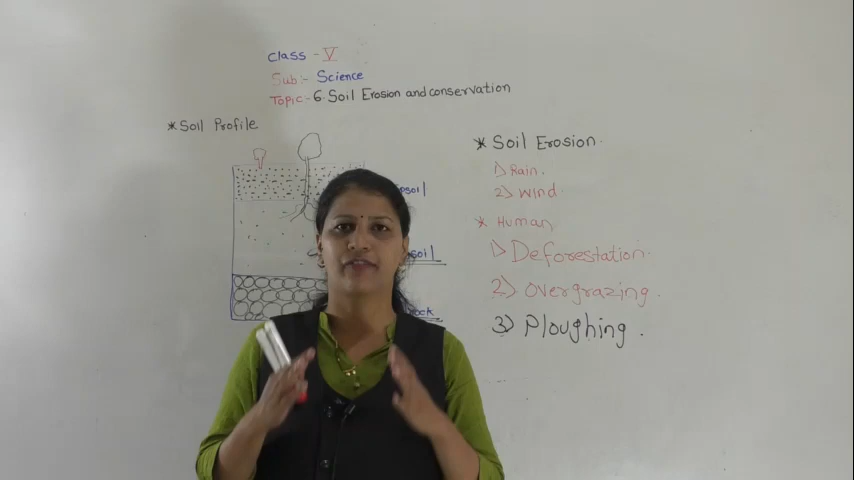 Class - V
Sub:- Science
Topic - 6. Soil Erosion and conservation
* Soil Profile
* Soil Erosion.
1) Rain.
2) Wind.
* Human
1) Deforestation.
2) Overgrazing.
3) Ploughing.
soil